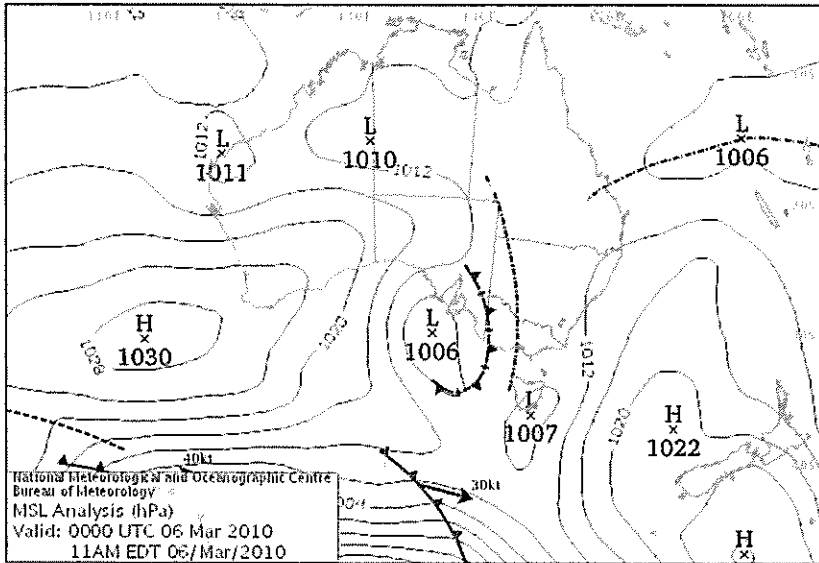 L
1012
1011
L
1010
1012
L
1006
H
1030
1028
1020
L
1006
1012
L
1007
1020
H
1022
40kt
30kt
H
National Meteorological and Oceanographic Centre
Bureau of Meteorology
MSL Analysis (hPa)
Valid: 0000 UTC 06 Mar 2010
11AM EDT 06/Mar/2010